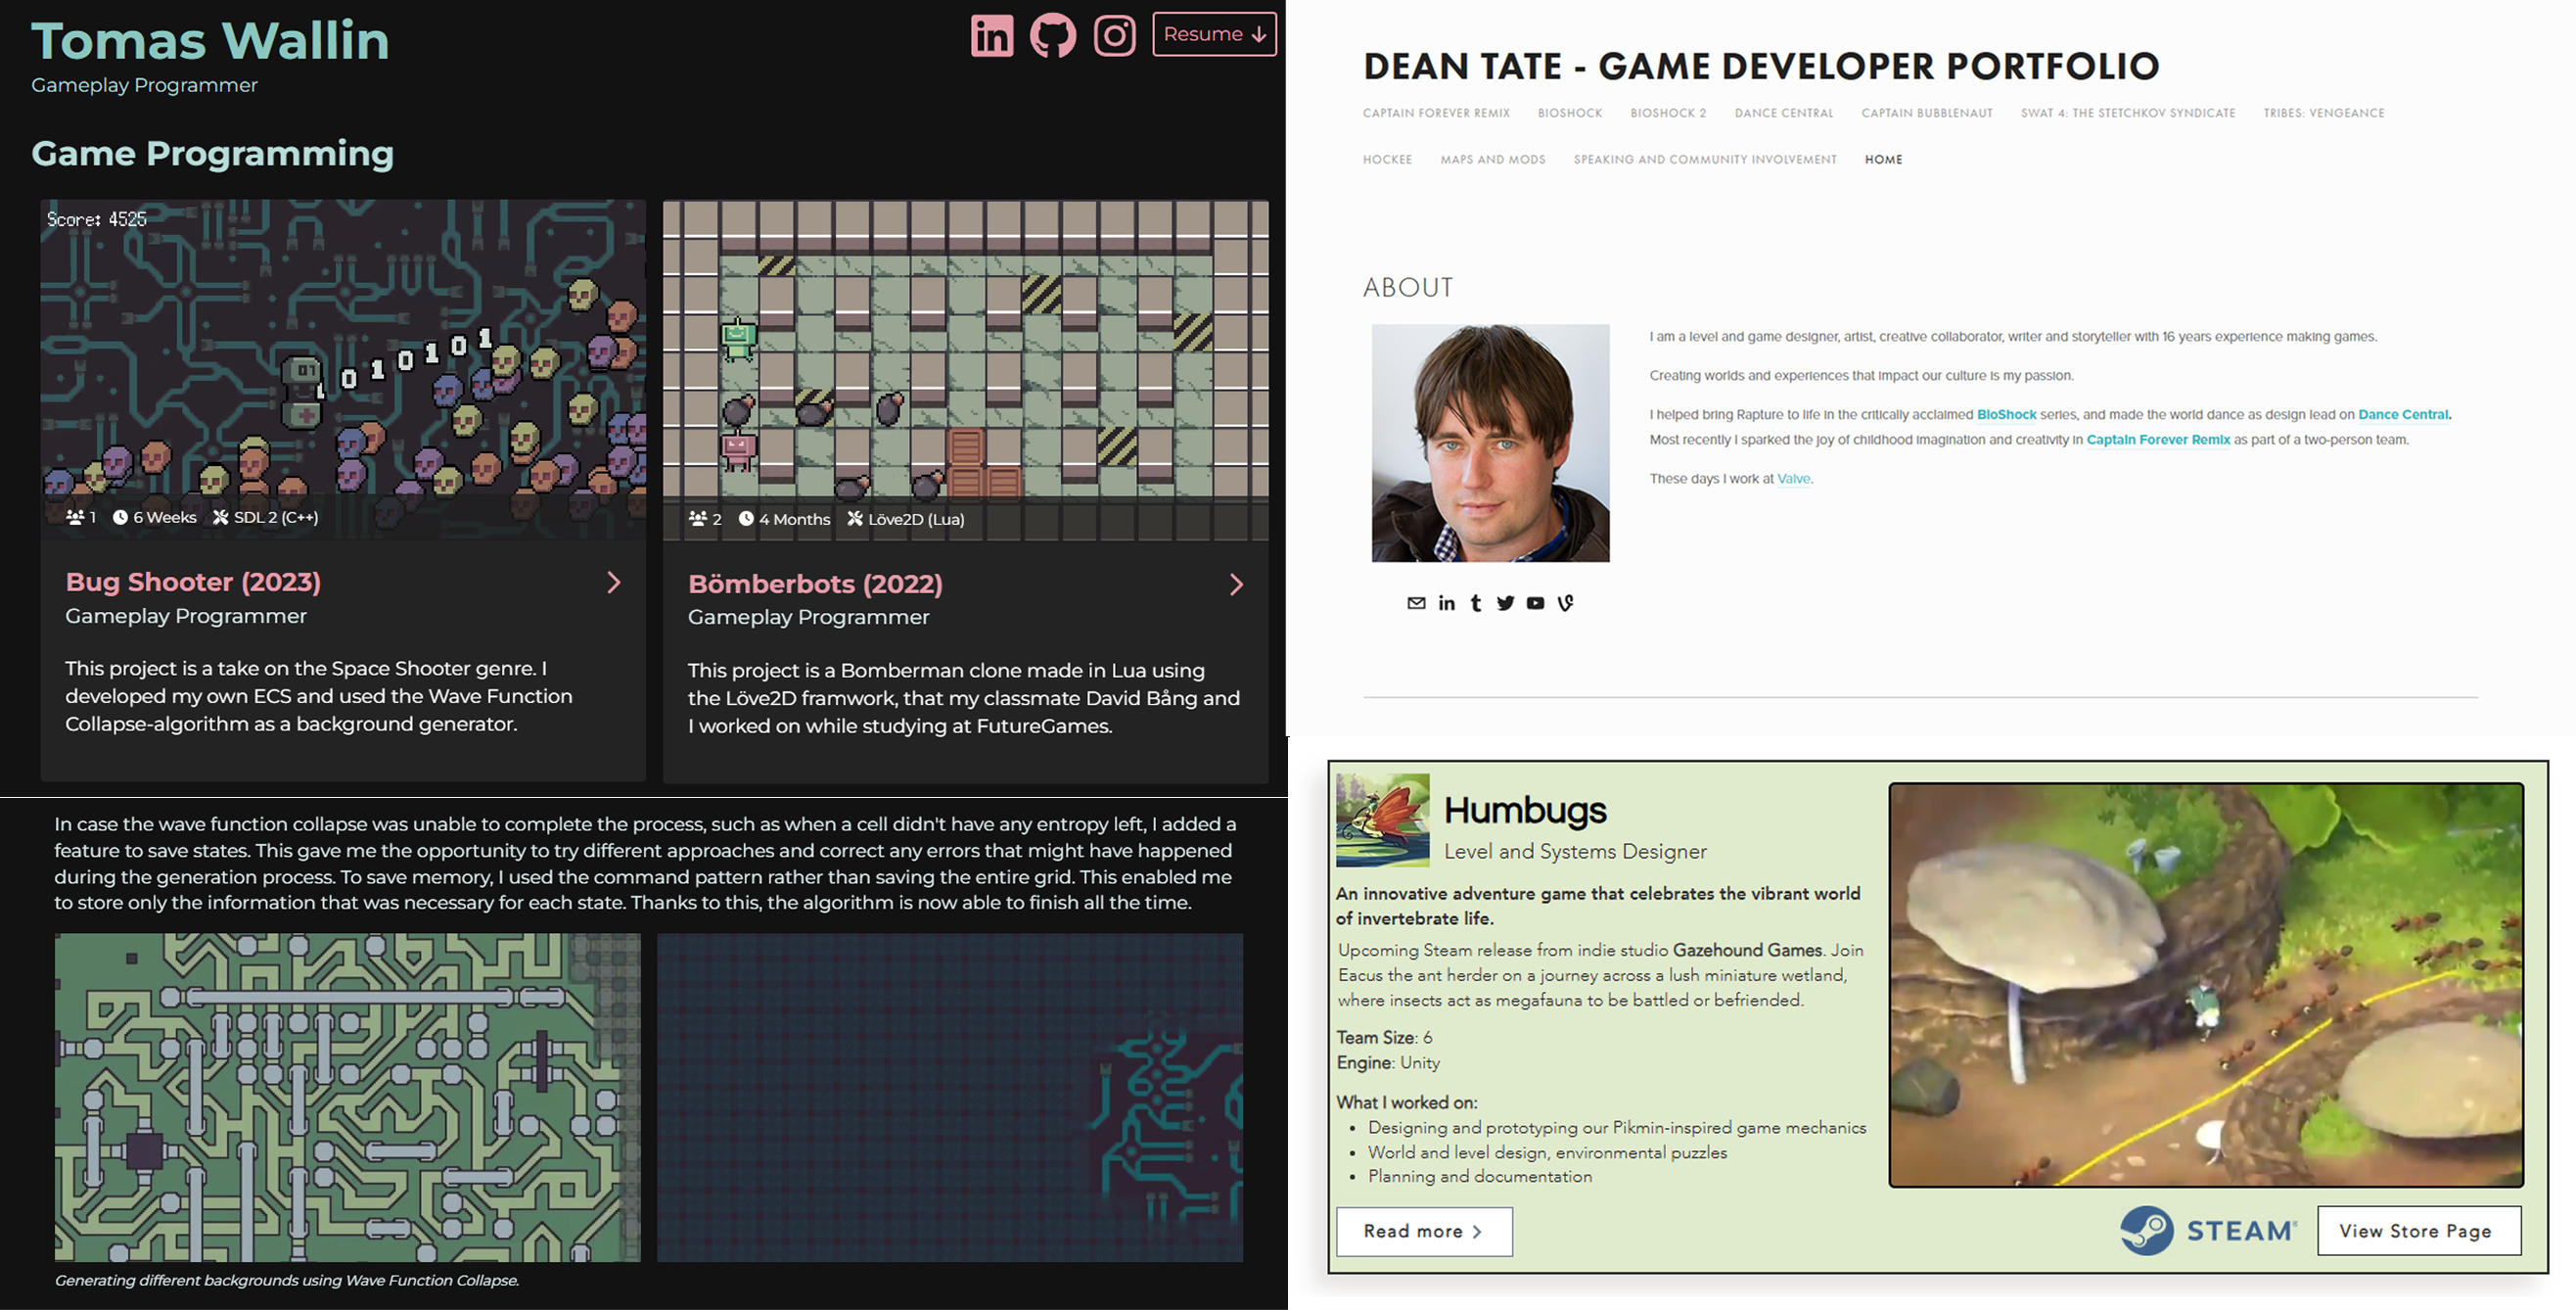 Tomas Wallin
Gameplay Programmer
Resume ↓
Game Programming
Score: 4525
01
1 0 1 0 1 0 1
1 6 Weeks SDL 2 (C++)
Bug Shooter (2023)
Gameplay Programmer
This project is a take on the Space Shooter genre. I
developed my own ECS and used the Wave Function
Collapse-algorithm as a background generator.
2 4 Months Löve2D (Lua)
Bömberbots (2022)
Gameplay Programmer
This project is a Bomberman clone made in Lua using
the Löve2D framwork, that my classmate David Bång and
I worked on while studying at FutureGames.
In case the wave function collapse was unable to complete the process, such as when a cell didn't have any entropy left, I added a
feature to save states. This gave me the opportunity to try different approaches and correct any errors that might have happened
during the generation process. To save memory, I used the command pattern rather than saving the entire grid. This enabled me
to store only the information that was necessary for each state. Thanks to this, the algorithm is now able to finish all the time.
Generating different backgrounds using Wave Function Collapse.
DEAN TATE - GAME DEVELOPER PORTFOLIO
CAPTAIN FOREVER REMIX BIOSHOCK BIOSHOCK 2 DANCE CENTRAL CAPTAIN BUBBLENAUT SWAT 4: THE STETCHKOV SYNDICATE TRIBES: VENGEANCE
HOCKEE MAPS AND MODS SPEAKING AND COMMUNITY INVOLVEMENT HOME
ABOUT
I am a level and game designer, artist, creative collaborator, writer and storyteller with 16 years experience making games.
Creating worlds and experiences that impact our culture is my passion.
I helped bring Rapture to life in the critically acclaimed BioShock series, and made the world dance as design lead on Dance Central.
Most recently I sparked the joy of childhood imagination and creativity in Captain Forever Remix as part of a two-person team.
These days I work at Valve.
Humbugs
Level and Systems Designer
An innovative adventure game that celebrates the vibrant world
of invertebrate life.
Upcoming Steam release from indie studio Gazehound Games. Join
Eacus the ant herder on a journey across a lush miniature wetland,
where insects act as megafauna to be battled or befriended.
Team Size: 6
Engine: Unity
What I worked on:
• Designing and prototyping our Pikmin-inspired game mechanics
• World and level design, environmental puzzles
• Planning and documentation
Read more >
STEAM®
View Store Page